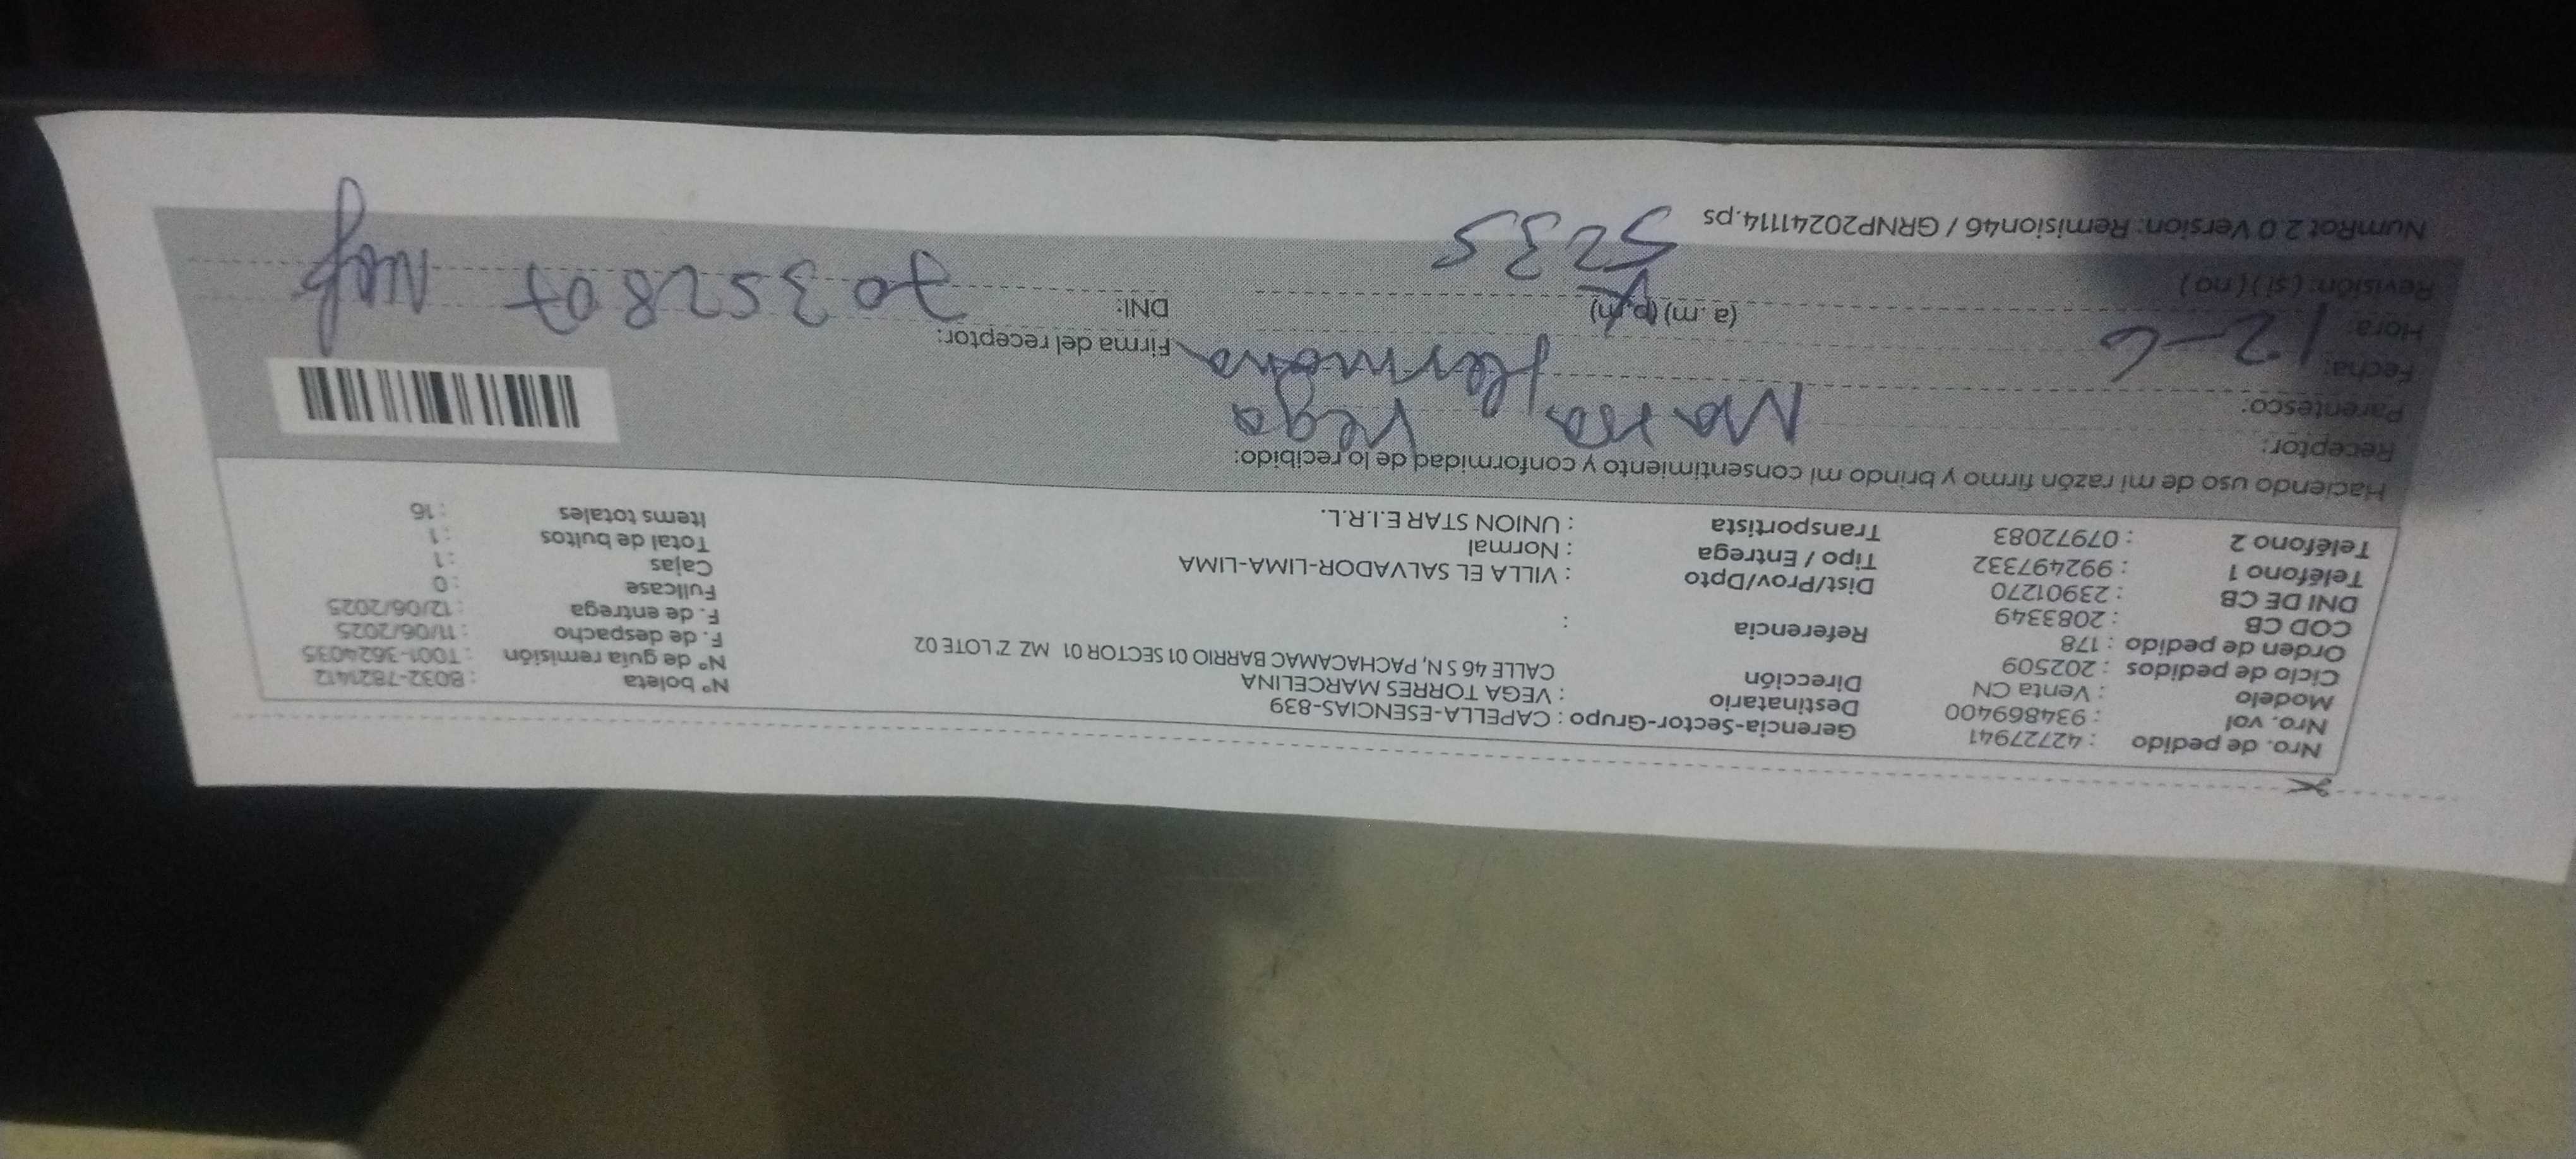 Nro. de pedido : 42727941
Nro. vol : 934869400
Modelo : Venta CN
Ciclo de pedidos : 202509
Orden de pedido : 178
COD CB : 2083349
DNI DE CB : 23901270
Teléfono 1 : 992497332
Teléfono 2 : 07972083
Gerencia-Sector-Grupo : CAPELLA-ESENCIAS-839
Destinatario : VEGA TORRES MARCELINA
Dirección CALLE 46 S N, PACHACAMAC BARRIO 01 SECTOR 01 MZ Z' LOTE 02
Referencia :
Dist/Prov/Dpto : VILLA EL SALVADOR-LIMA-LIMA
Tipo / Entrega : Normal
Transportista : UNION STAR E.I.R.L.
N° boleta : B032-7821412
N° de guía remisión : T001-3624035
F. de despacho : 11/06/2025
F. de entrega : 12/06/2025
Fullcase : 0
Cajas : 1
Total de bultos : 1
Items totales : 16
Haciendo uso de mi razón firmo y brindo mi consentimiento y conformidad de lo recibido:
Receptor: Vega
Parentesco: Hermana
Fecha: 12-6
Hora: (a.m) (p.m)
Revisión: (si) (no) 5235
Firma del receptor:
DNI: 70352807
NumRot 2.0 Version: Remision46 / GRNP20241114.ps